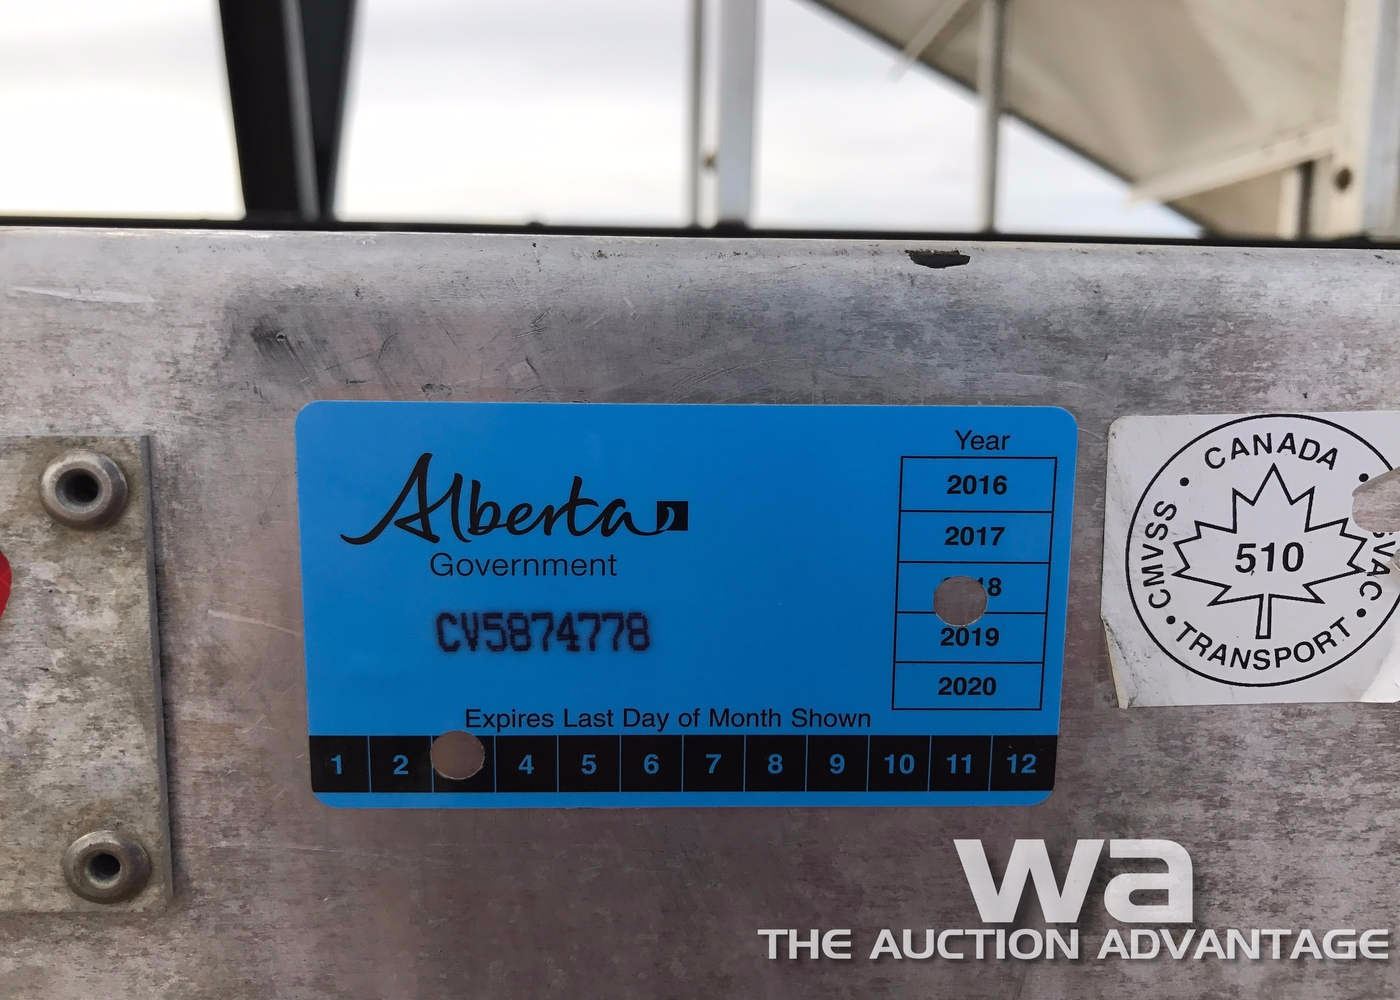 Alberta
Government
CV5874778
Expires Last Day of Month Shown
1 2 4 5 6 7 8 9 10 11 12
Year
2016
2017
18
2019
2020
CANADA
CMVSS
510
TRANSPORT
wa
THE AUCTION ADVANTAGE